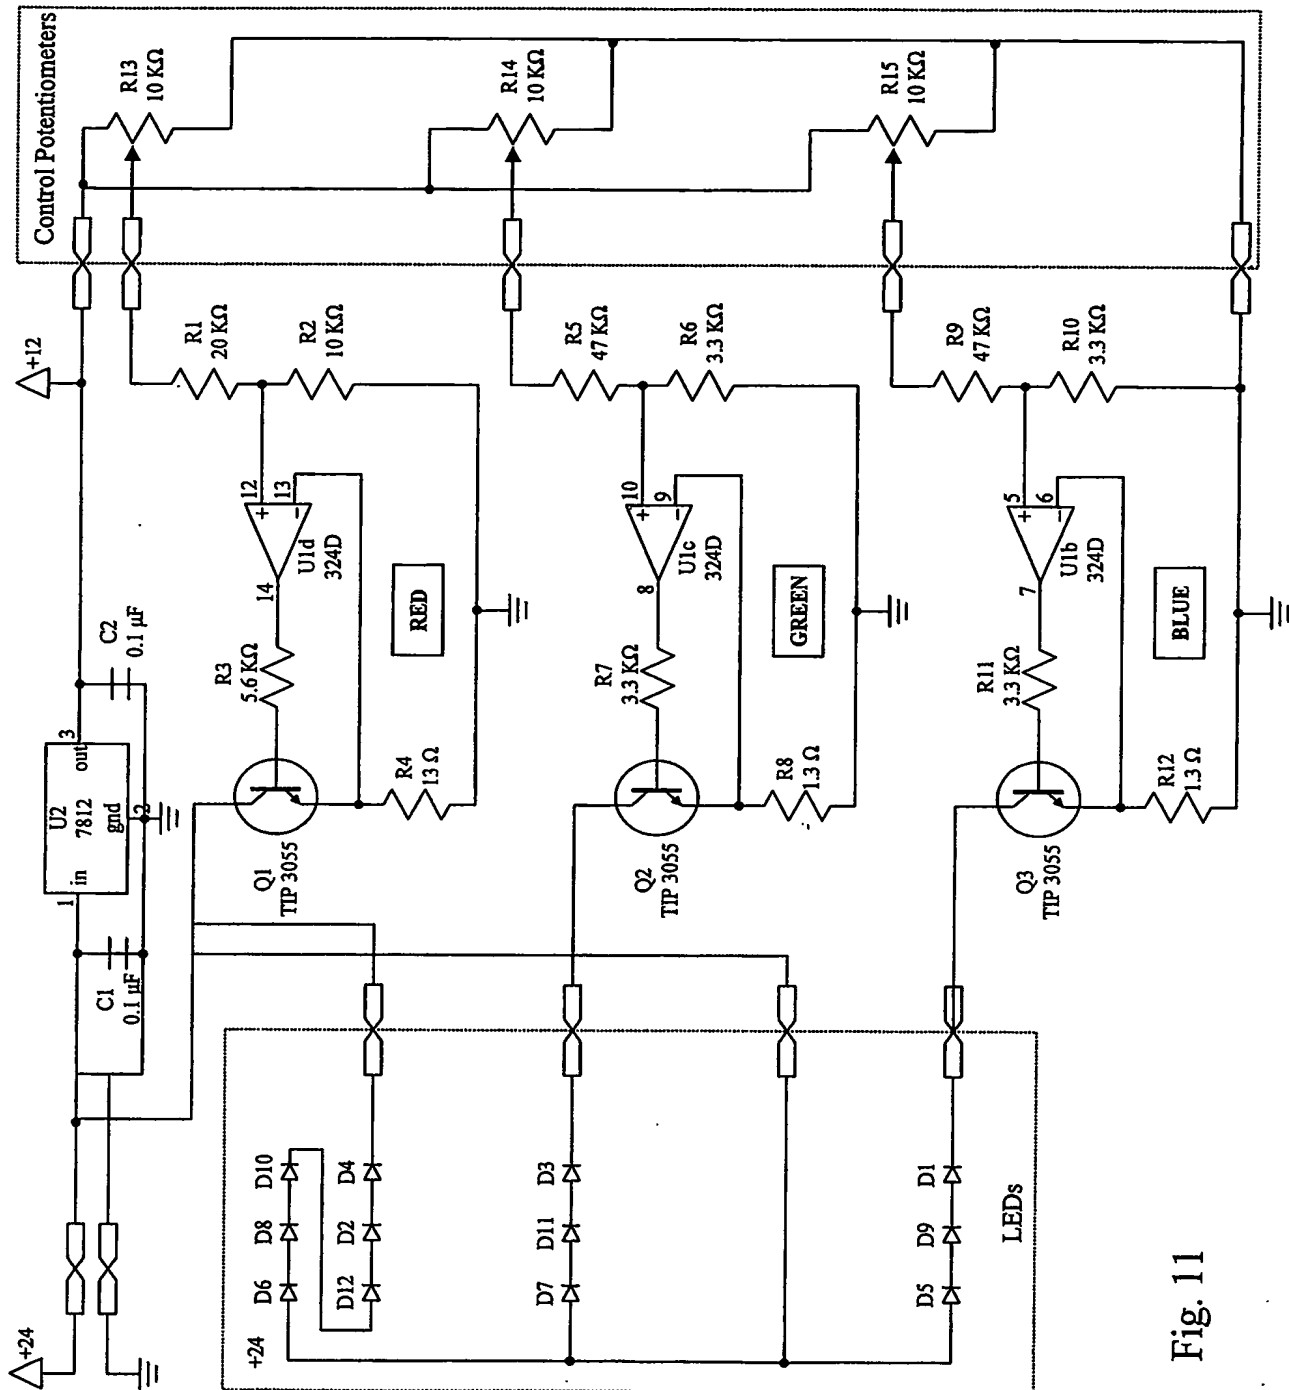 Control Potentiometers
R13
10 KΩ
R14
10 KΩ
R15
10 KΩ
+12
R1
20 KΩ
R2
10 KΩ
R5
47 KΩ
R6
3.3 KΩ
R9
47 KΩ
R10
3.3 KΩ
12
13
+
−
U1d
324D
14
10
9
+
−
U1c
324D
8
5
6
+
−
U1b
324D
7
RED
GREEN
BLUE
C2
0.1 µF
R3
5.6 KΩ
R7
3.3 KΩ
R11
3.3 KΩ
3
out
U2
7812
gnd
2
in
1
R4
13 Ω
R8
1.3 Ω
R12
1.3 Ω
Q1
TIP 3055
Q2
TIP 3055
Q3
TIP 3055
C1
0.1 µF
D10
D4
D8
D2
D6
D12
D3
D11
D7
D1
D9
D5
LEDs
+24
+24
Fig. 11